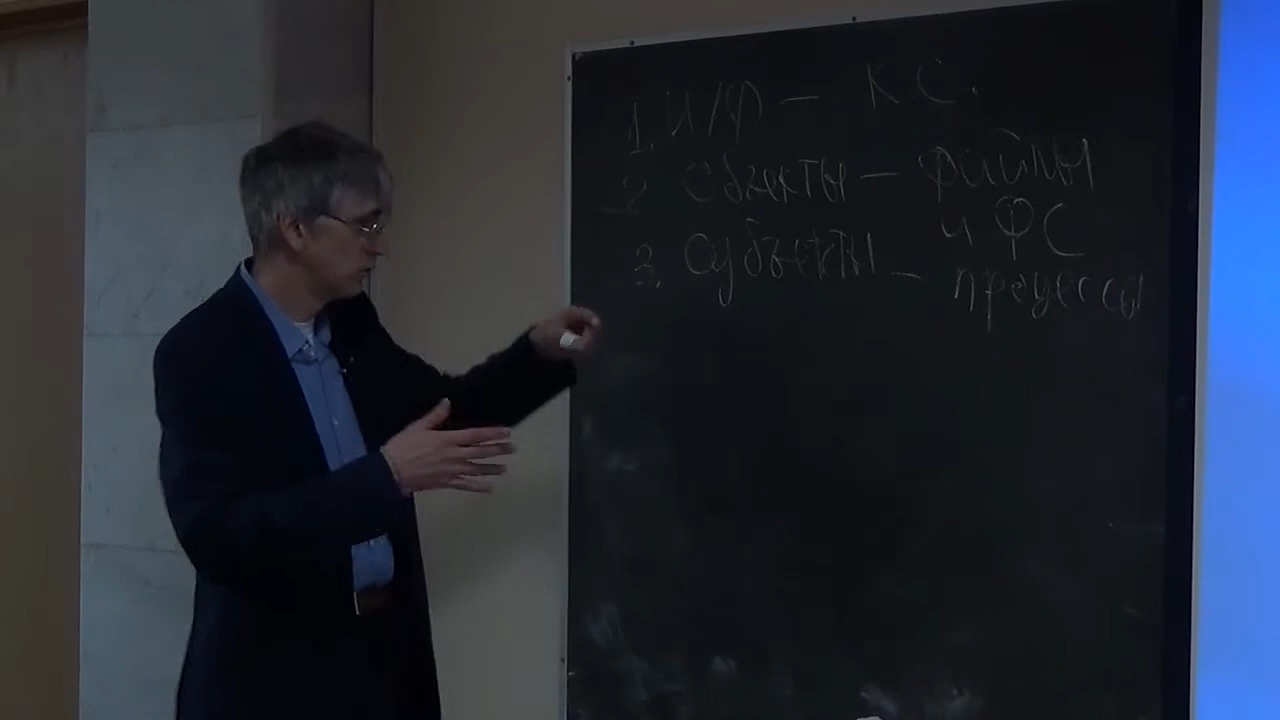 1. И/Ф – КС.
2 Объекты – файлы
и ФС
3. Субъекты – процессы